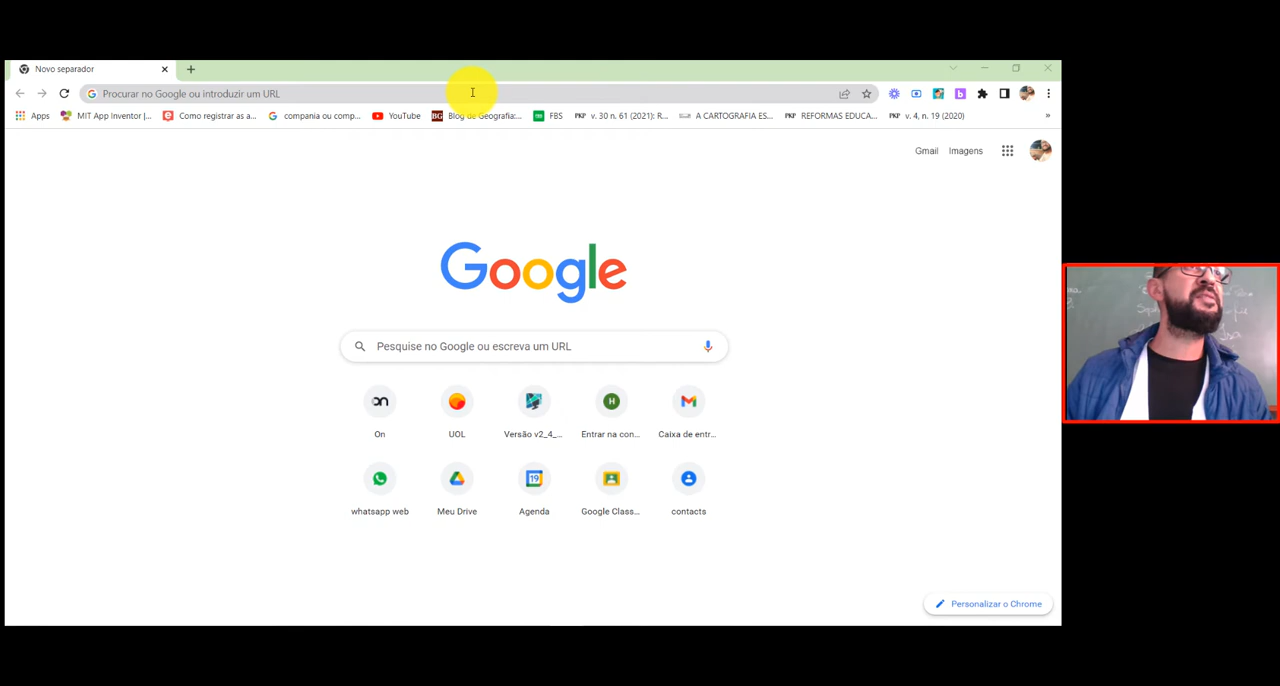 Novo separador
Procurar no Google ou introduzir um URL
Apps MIT App Inventor |... Como registrar as a... compania ou comp... YouTube Blog de Geografia:... FBS v. 30 n. 61 (2021): R... A CARTOGRAFIA ES... REFORMAS EDUCA... v. 4, n. 19 (2020) »
Gmail Imagens
Google
Pesquise no Google ou escreva um URL
On UOL Versão v2_4_... Entrar na con... Caixa de entr...
whatsapp web Meu Drive Agenda Google Class... contacts
Personalizar o Chrome